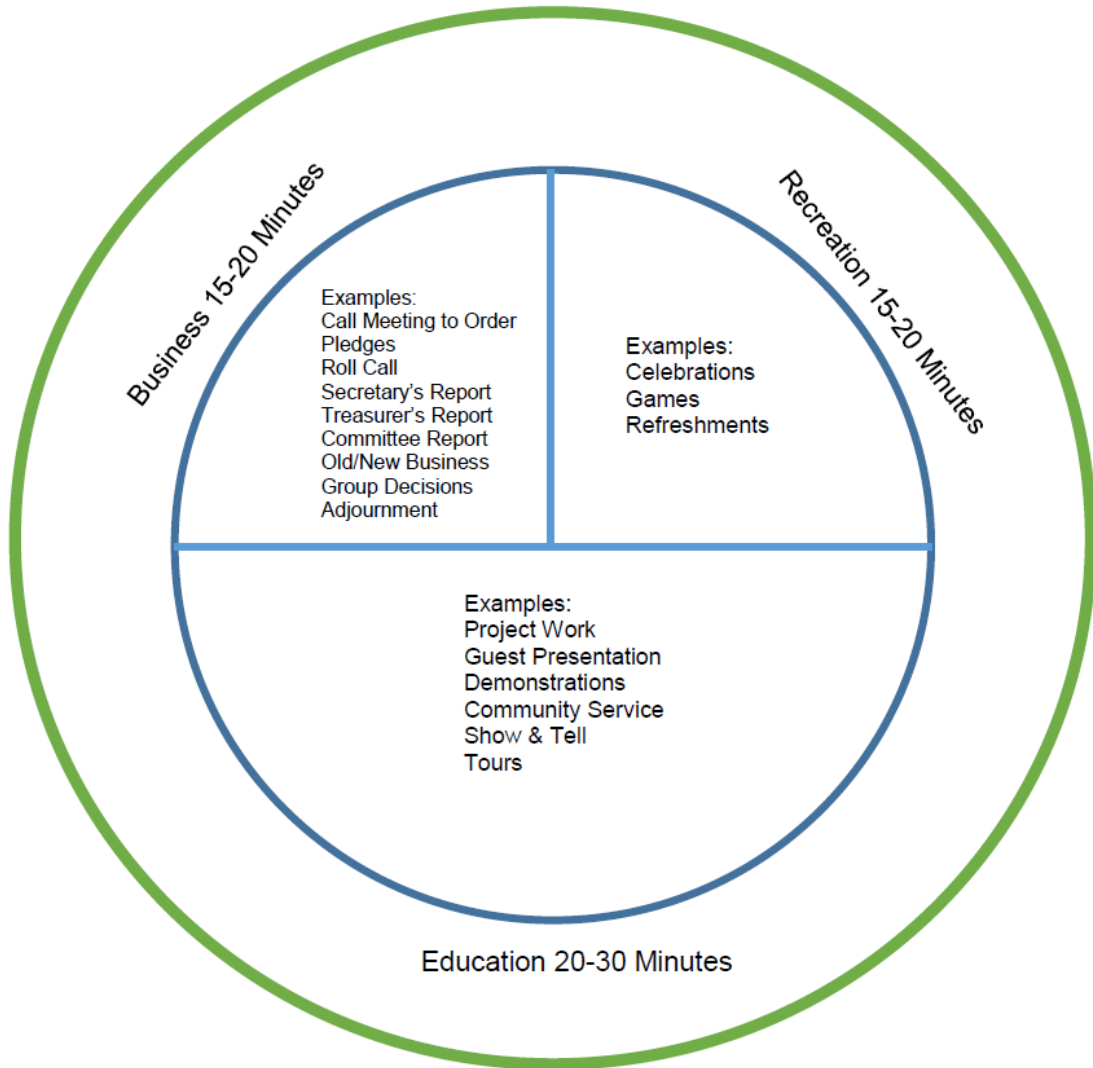 Business 15-20 Minutes
Examples:
Call Meeting to Order
Pledges
Roll Call
Secretary's Report
Treasurer's Report
Committee Report
Old/New Business
Group Decisions
Adjournment
Recreation 15-20 Minutes
Examples:
Celebrations
Games
Refreshments
Examples:
Project Work
Guest Presentation
Demonstrations
Community Service
Show & Tell
Tours
Education 20-30 Minutes